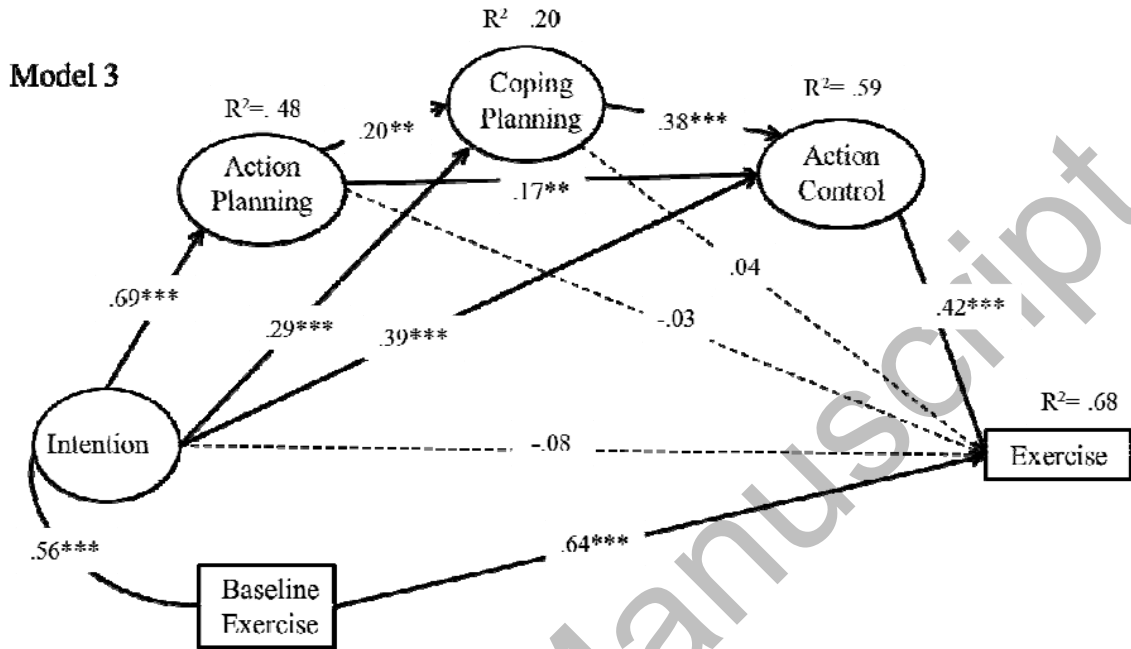 R² .20
Model 3
Coping
Planning
R²= .59
R²= . 48
.20**
.38***
Action
Planning
Action
Control
.17**
.04
.69***
-.03
.42***
.29***
.39***
R²= .68
Intention
-.08
Exercise
.56***
.64***
Baseline
Exercise
Manuscript